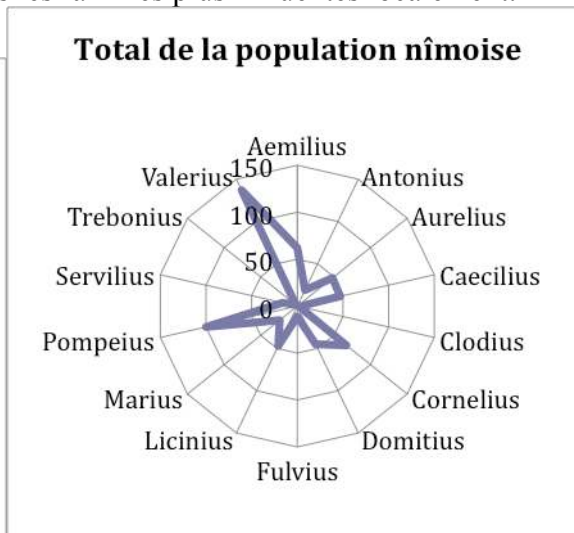 Total de la population nîmoise
Aemilius
150
Valerius
Antonius
100
Trebonius
Aurelius
50
Servilius
Caecilius
0
Pompeius
Clodius
Marius
Cornelius
Licinius
Domitius
Fulvius